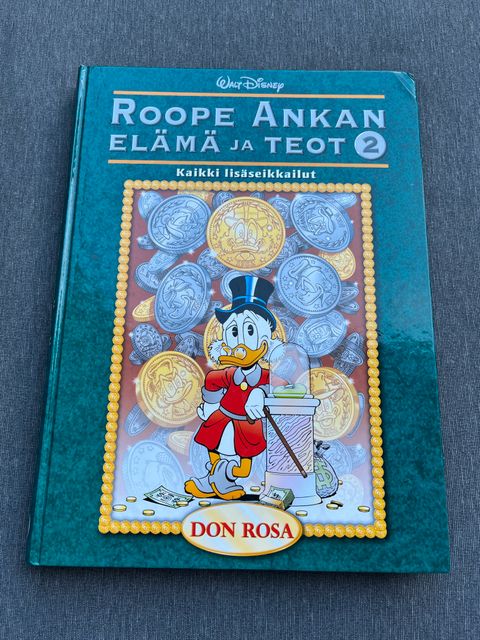 Walt Disney
ROOPE ANKAN
ELÄMÄ JA TEOT 2
Kaikki lisäseikkailut
DON ROSA